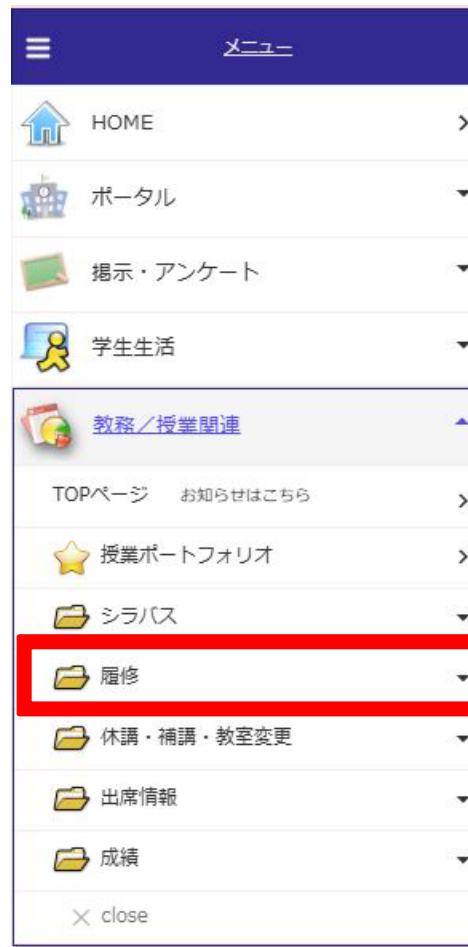 メニュー
HOME
ポータル
掲示・アンケート
学生生活
教務／授業関連
TOPページ お知らせはこちら
授業ポートフォリオ
シラバス
履修
休講・補講・教室変更
出席情報
成績
× close